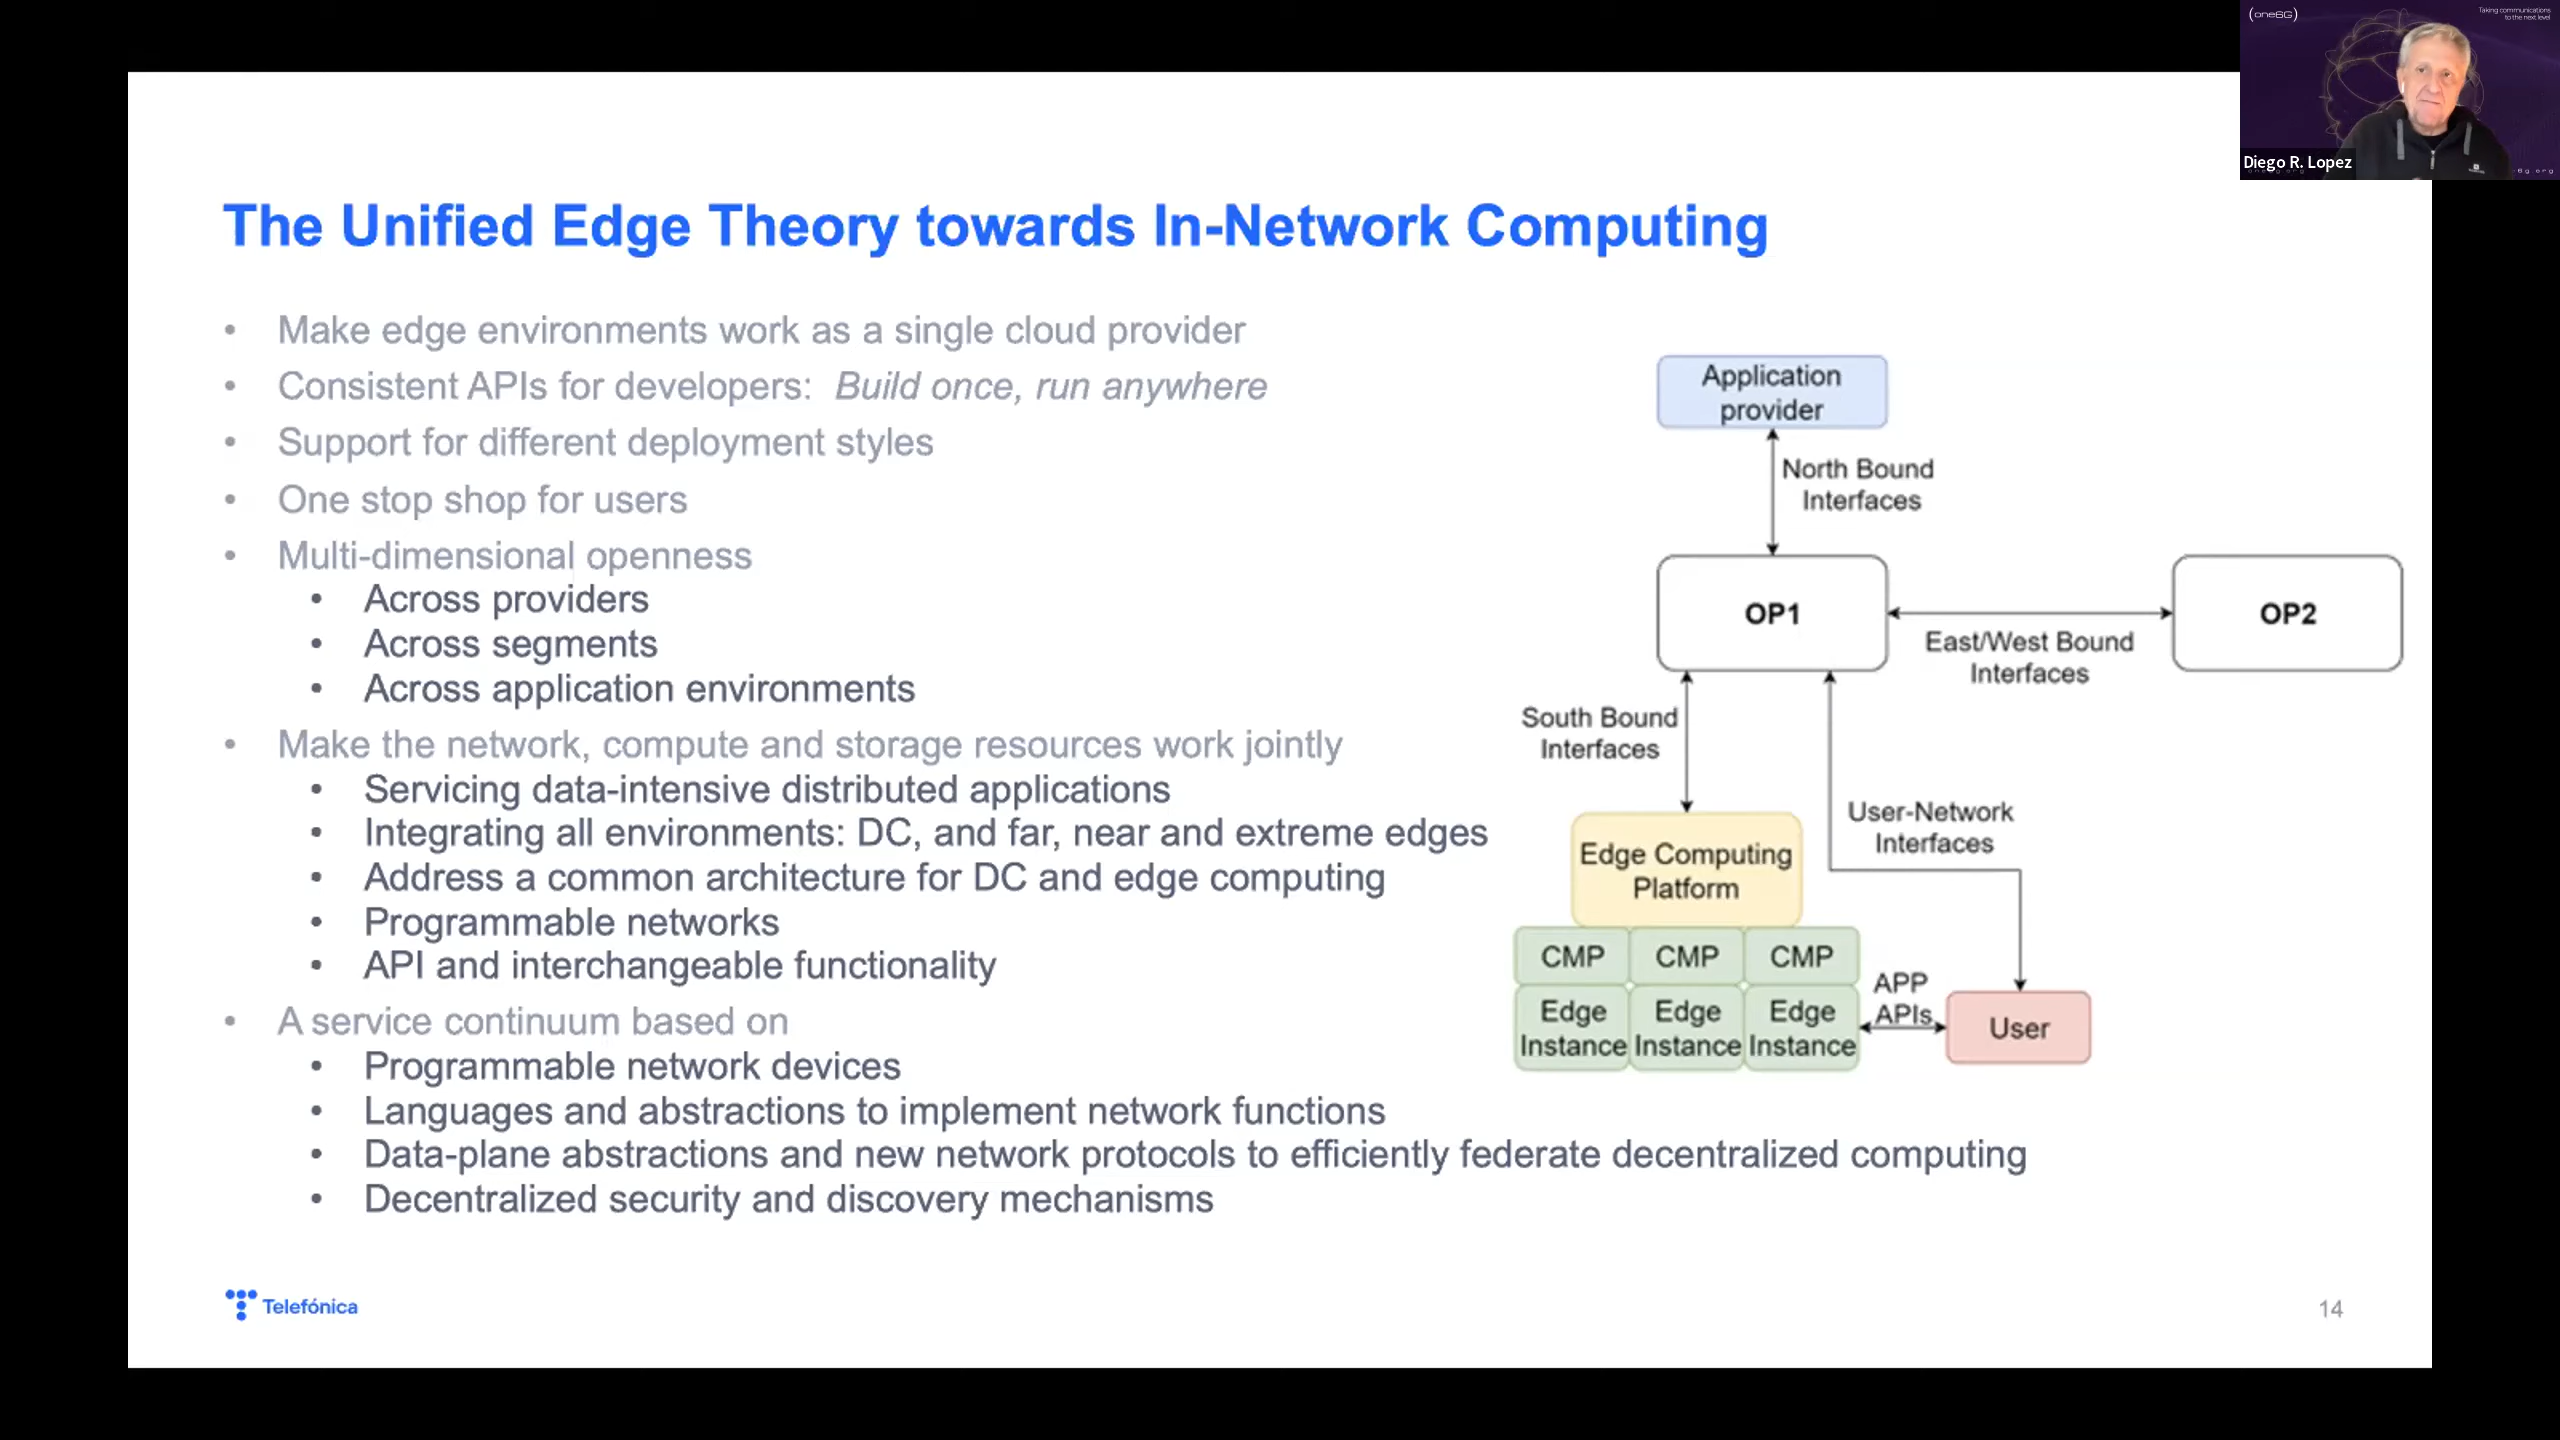 (one6G)
Taking communications
to the next level
Diego R. Lopez
The Unified Edge Theory towards In-Network Computing
• Make edge environments work as a single cloud provider
• Consistent APIs for developers: Build once, run anywhere
• Support for different deployment styles
• One stop shop for users
• Multi-dimensional openness
• Across providers
• Across segments
• Across application environments
• Make the network, compute and storage resources work jointly
• Servicing data-intensive distributed applications
• Integrating all environments: DC, and far, near and extreme edges
• Address a common architecture for DC and edge computing
• Programmable networks
• API and interchangeable functionality
• A service continuum based on
• Programmable network devices
• Languages and abstractions to implement network functions
• Data-plane abstractions and new network protocols to efficiently federate decentralized computing
• Decentralized security and discovery mechanisms
Application
provider
North Bound
Interfaces
OP1
East/West Bound
Interfaces
OP2
South Bound
Interfaces
User-Network
Interfaces
Edge Computing
Platform
CMP CMP CMP
Edge Edge Edge
Instance Instance Instance
APP
APIs
User
Telefónica
14